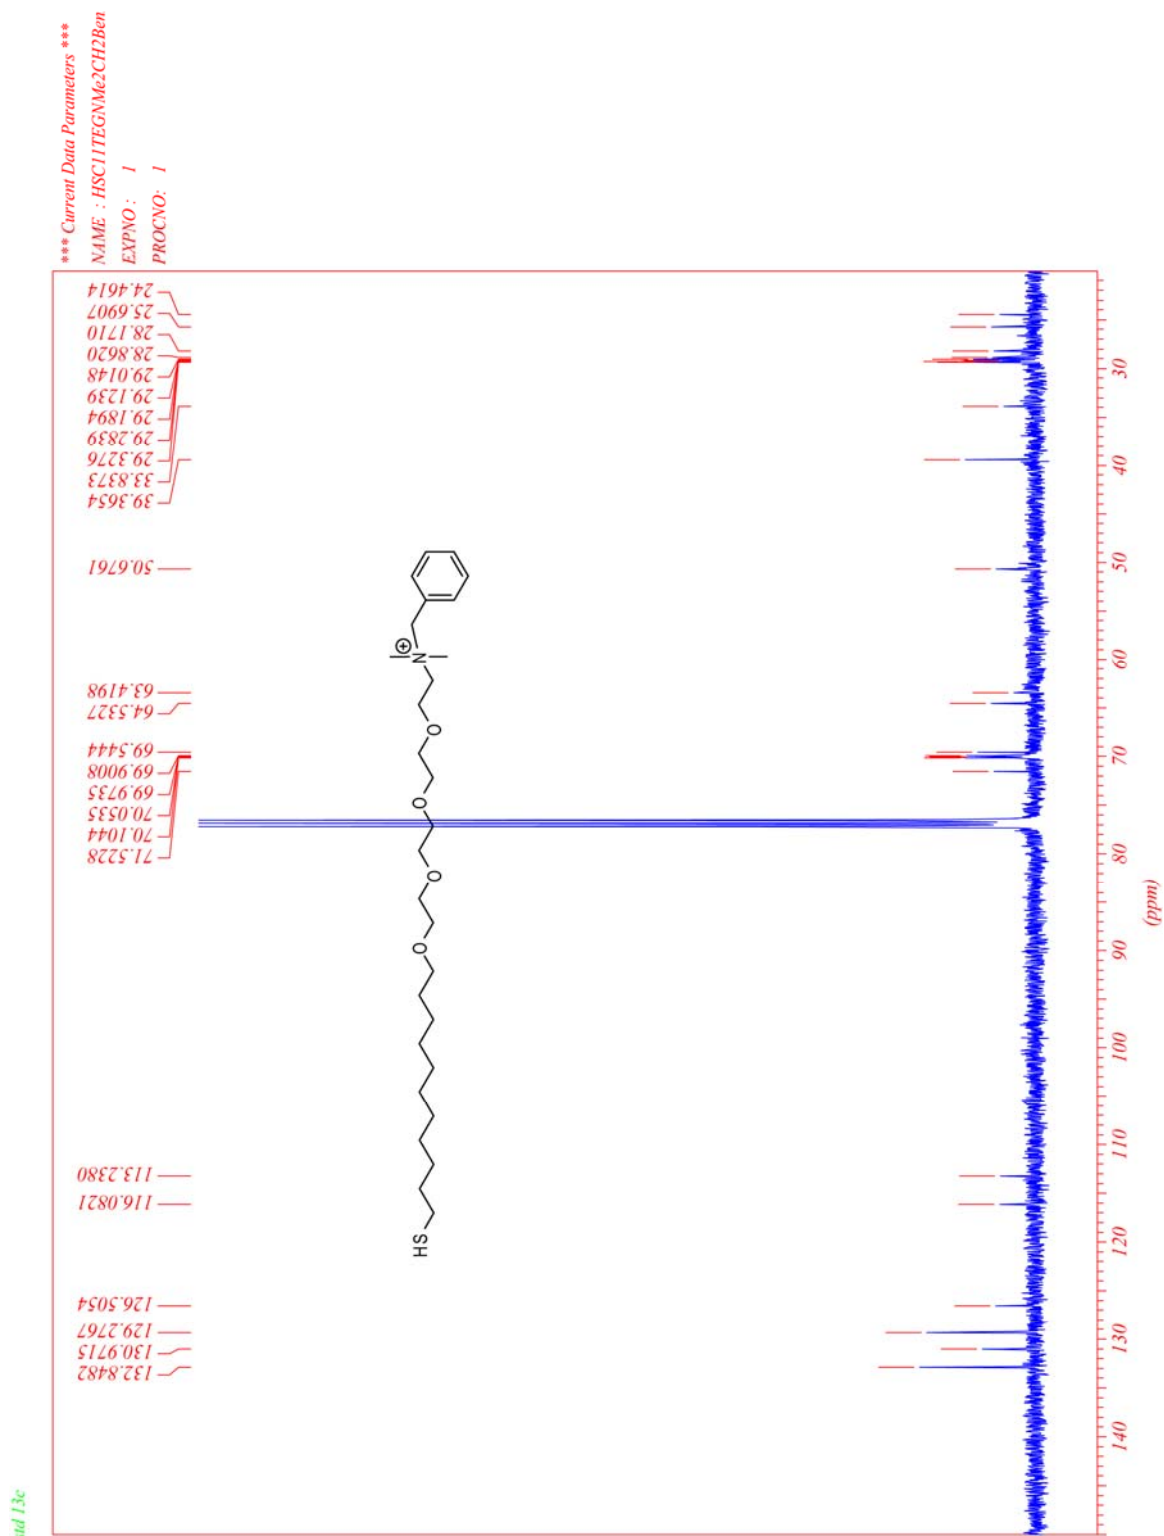 *** Current Data Parameters ***
NAME : HSC11TEGNMe2CH2Ben
EXPNO : 1
PROCNO: 1
std 13c
132.8482
130.9715
129.2767
126.5054
116.0821
113.2380
71.5228
70.1044
70.0535
69.9735
69.9008
69.5444
64.5327
63.4198
50.6761
39.3654
33.8373
29.3276
29.2839
29.1894
29.1239
29.0148
28.8620
28.1710
25.6907
24.4614
HS
O
O
O
O
N
+
140 130 120 110 100 90 80 70 60 50 40 30
(ppm)